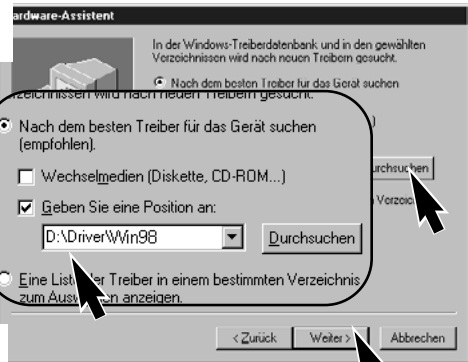 ardware-Assistent
In der Windows-Treiberdatenbank und in den gewählten
Verzeichnissen wird nach neuen Treibern gesucht.
Nach dem besten Treiber für das Gerät suchen
erzeichnissen wird nach neuen Treibern gesucht.
Nach dem besten Treiber für das Gerät suchen
(empfohlen).
Wechselmedien (Diskette, CD-ROM...)
Geben Sie eine Position an:
D:\Driver\Win98
Durchsuchen
urchsuchen
Verzeic
Eine Liste der Treiber in einem bestimmten Verzeichnis
zum Auswählen anzeigen.
< Zurück Weiter > Abbrechen